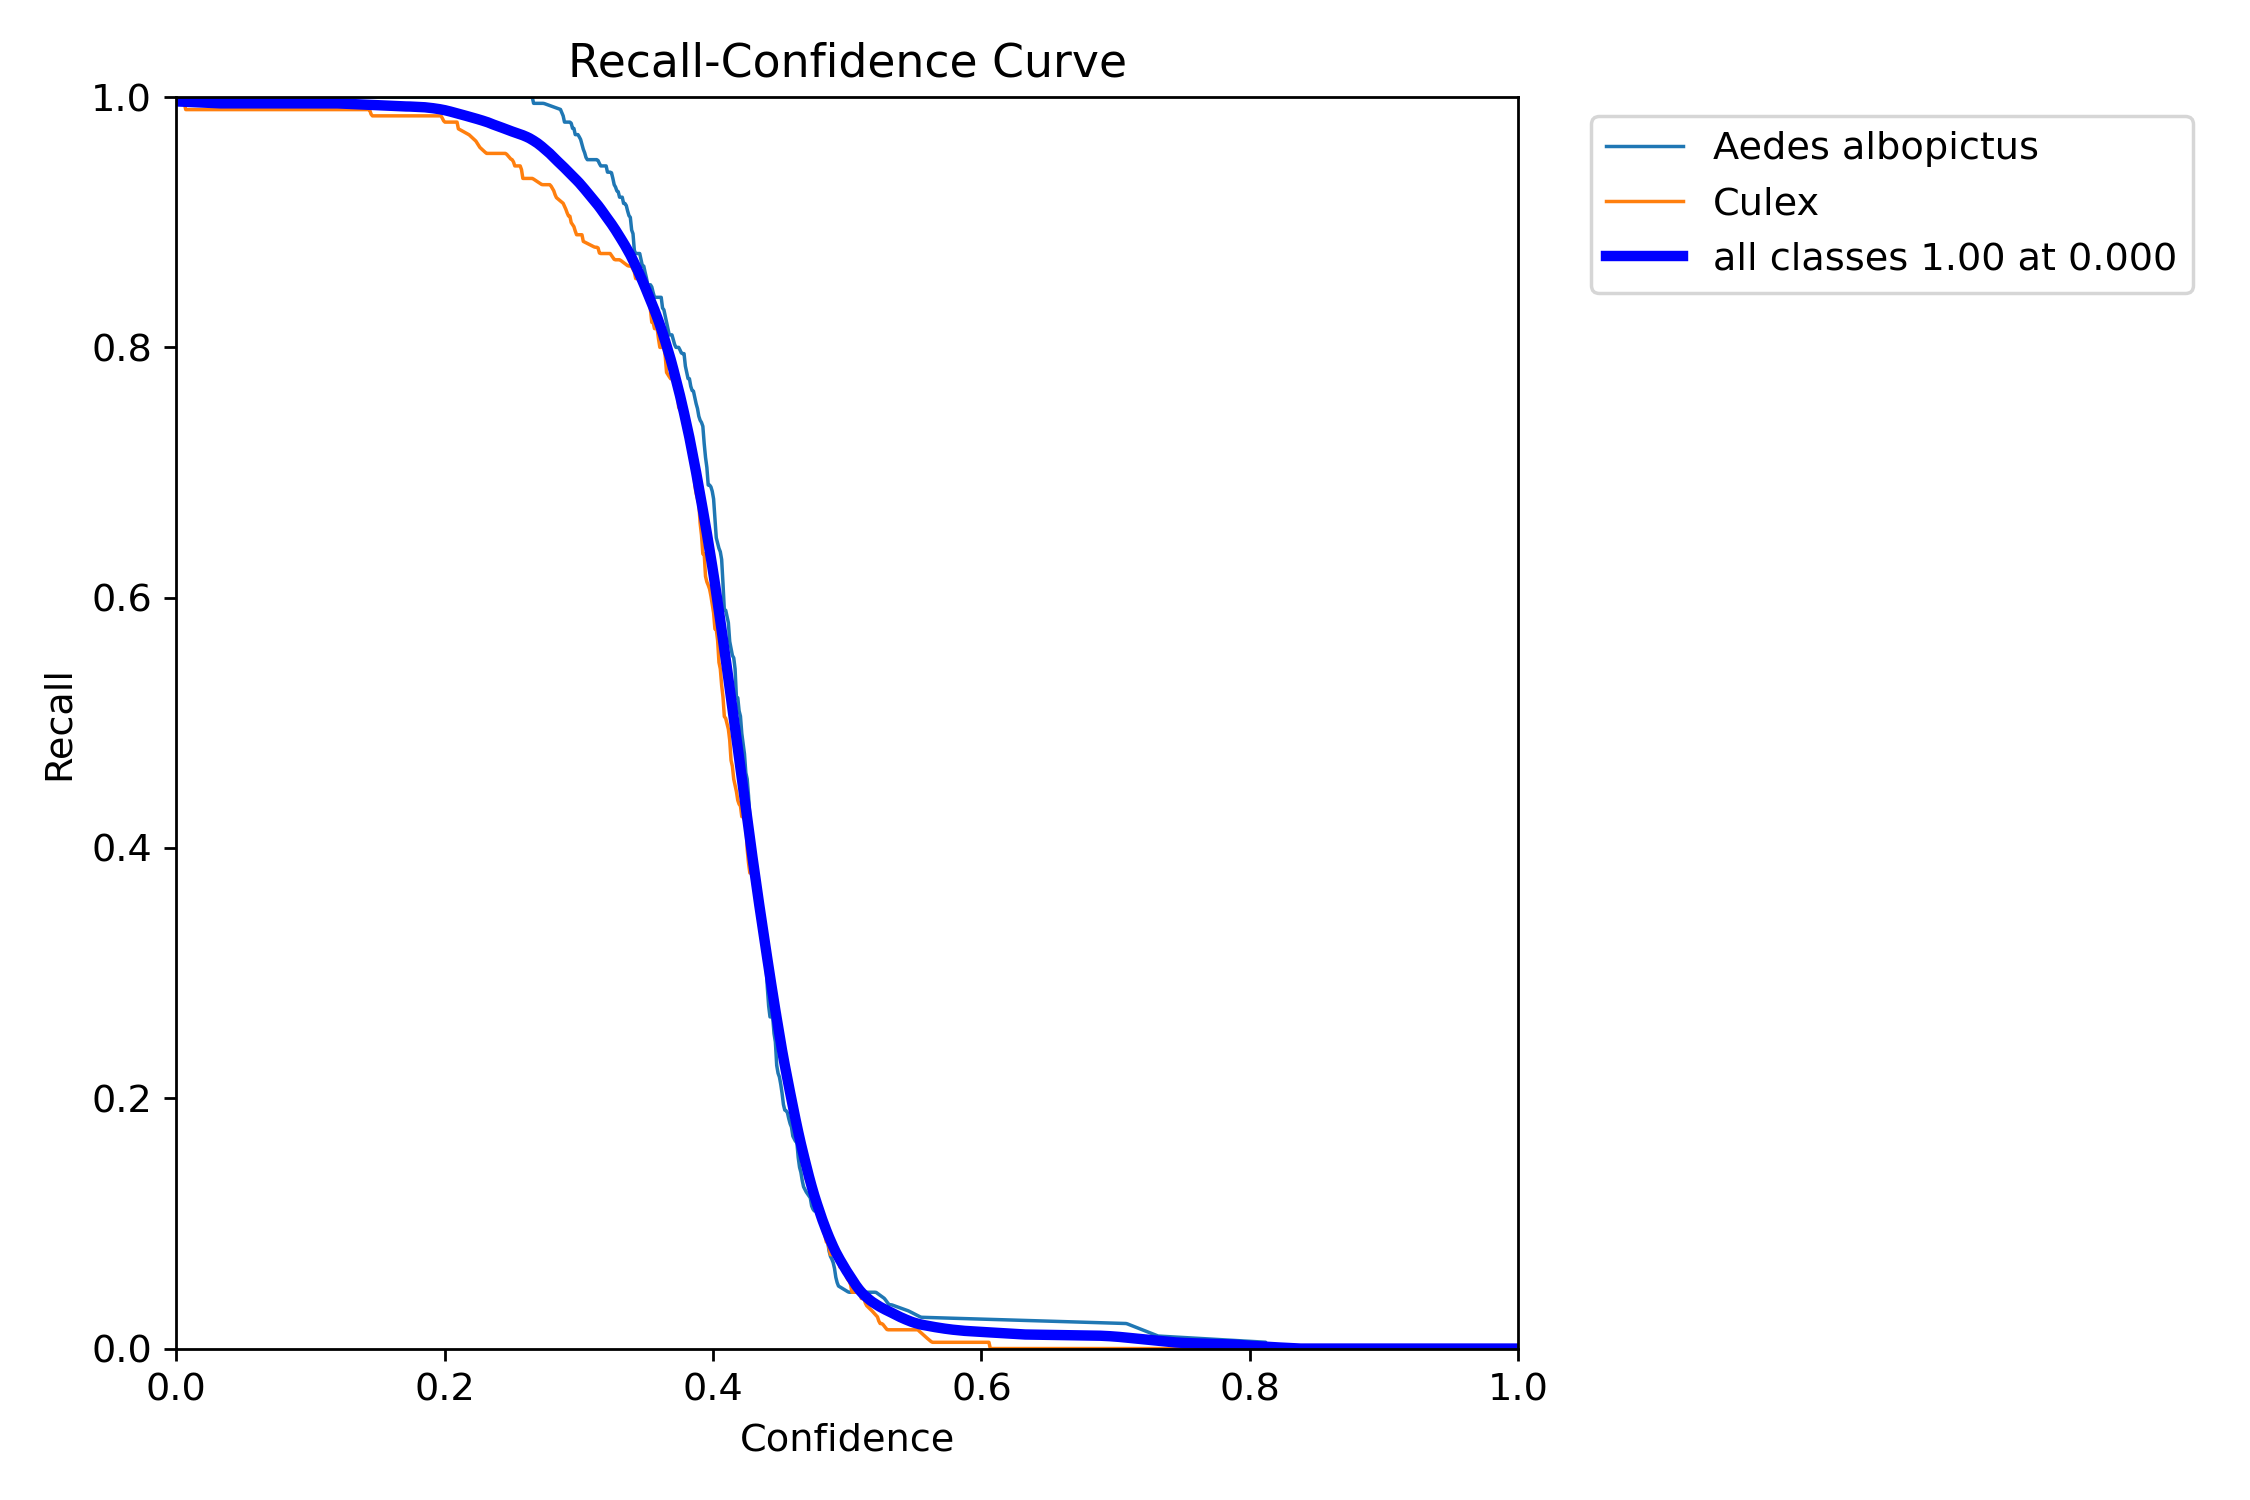 Recall-Confidence Curve
1.0
0.8
0.6
0.4
0.2
0.0
Recall
0.0 0.2 0.4 0.6 0.8 1.0
Confidence
Aedes albopictus
Culex
all classes 1.00 at 0.000